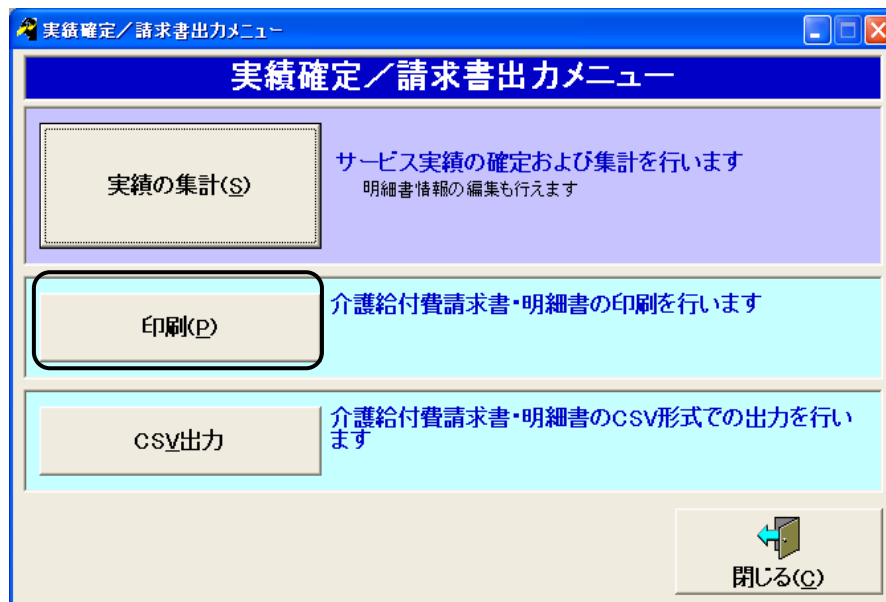 実績確定／請求書出力メニュー
実績確定／請求書出力メニュー
実績の集計(S)
サービス実績の確定および集計を行います
明細書情報の編集も行えます
印刷(P)
介護給付費請求書・明細書の印刷を行います
CSV出力
介護給付費請求書・明細書のCSV形式での出力を行い
ます
閉じる(C)